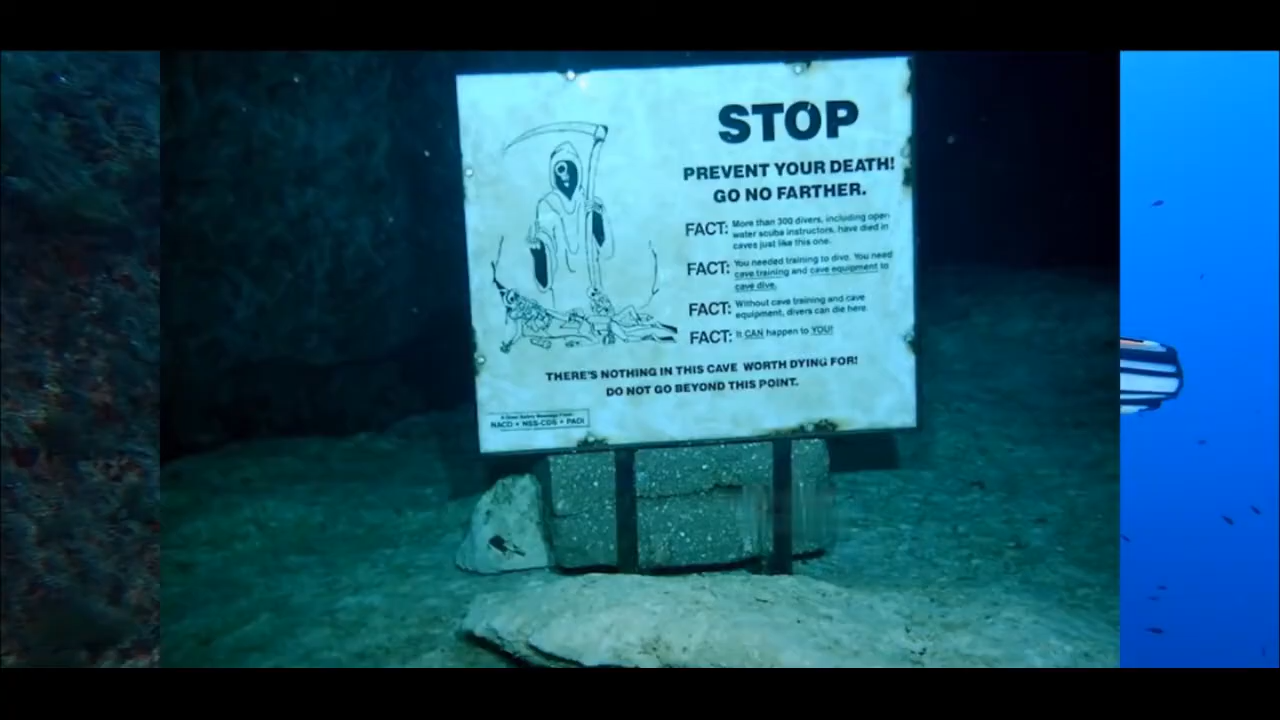 STOP
PREVENT YOUR DEATH!
GO NO FARTHER.
FACT: More than 300 divers, including open
water scuba instructors, have died in
caves just like this one.
FACT: You needed training to dive. You need
cave training and cave equipment to
cave dive.
FACT: Without cave training and cave
equipment, divers can die here.
FACT: It CAN happen to YOU!
THERE'S NOTHING IN THIS CAVE WORTH DYING FOR!
DO NOT GO BEYOND THIS POINT.
A Diver Safety Message From
NACD • NSS-CDS • PADI